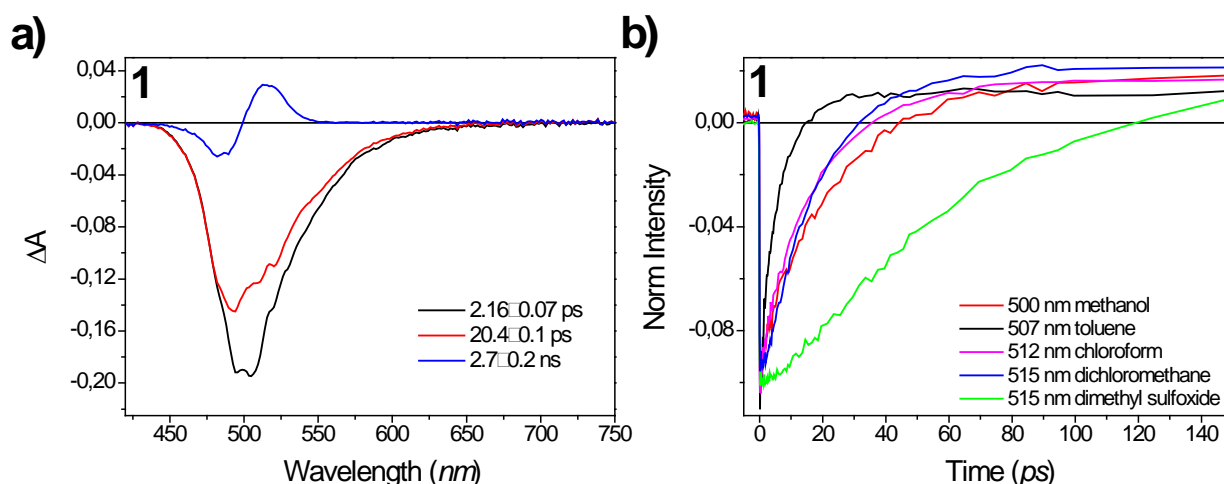 a)
1
0,04
0,00
-0,04
-0,08
-0,12
-0,16
-0,20
ΔA
2.16□0.07 ps
20.4□0.1 ps
2.7□0.2 ns
450 500 550 600 650 700 750
Wavelength (nm)
b)
1
0,00
-0,04
-0,08
Norm Intensity
500 nm methanol
507 nm toluene
512 nm chloroform
515 nm dichloromethane
515 nm dimethyl sulfoxide
0 20 40 60 80 100 120 140
Time (ps)